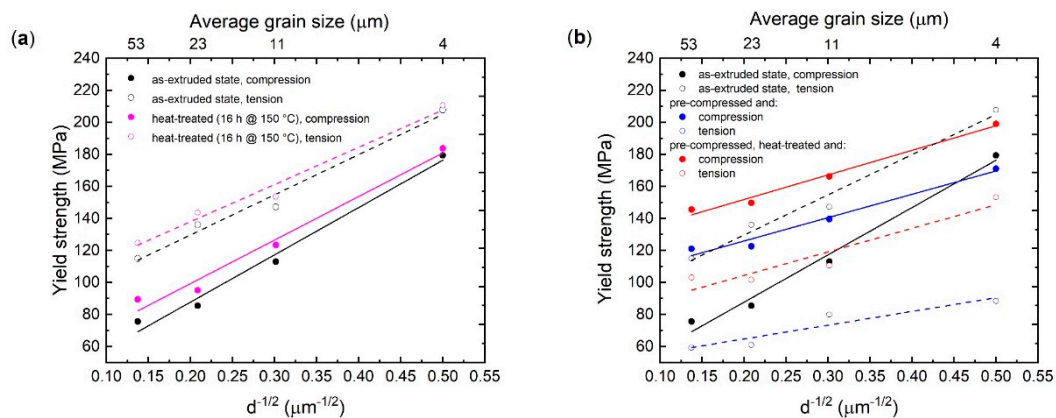 (a)
Average grain size (μm)
53 23 11 4
240
220
200
180
160
140
120
100
80
60
Yield strength (MPa)
as-extruded state, compression
as-extruded state, tension
heat-treated (16 h @ 150 °C), compression
heat-treated (16 h @ 150 °C), tension
0.10 0.15 0.20 0.25 0.30 0.35 0.40 0.45 0.50 0.55
d-1/2 (μm-1/2)
(b)
Average grain size (μm)
53 23 11 4
240
220
200
180
160
140
120
100
80
60
Yield strength (MPa)
as-extruded state, compression
as-extruded state, tension
pre-compressed and:
compression
tension
pre-compressed, heat-treated and:
compression
tension
0.10 0.15 0.20 0.25 0.30 0.35 0.40 0.45 0.50 0.55
d-1/2 (μm-1/2)